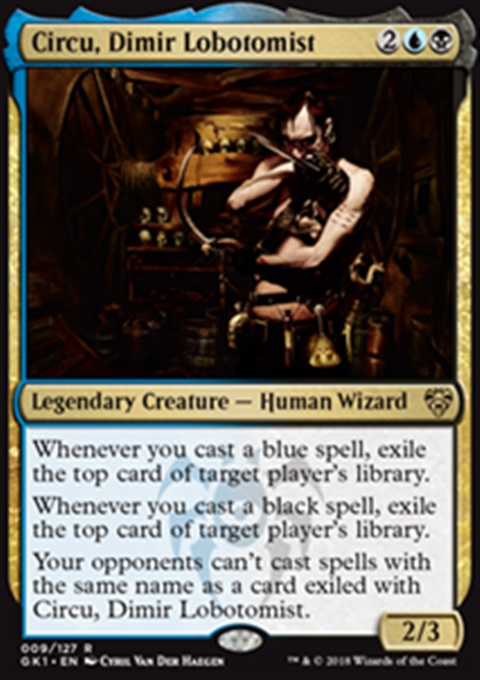 Circu, Dimir Lobotomist 2
Legendary Creature — Human Wizard
Whenever you cast a blue spell, exile
the top card of target player's library.
Whenever you cast a black spell, exile
the top card of target player's library.
Your opponents can't cast spells with
the same name as a card exiled with
Circu, Dimir Lobotomist.
2/3
009/127 R
GK1 • EN Cyril Van Der Haegen
™ & © 2018 Wizards of the Coast